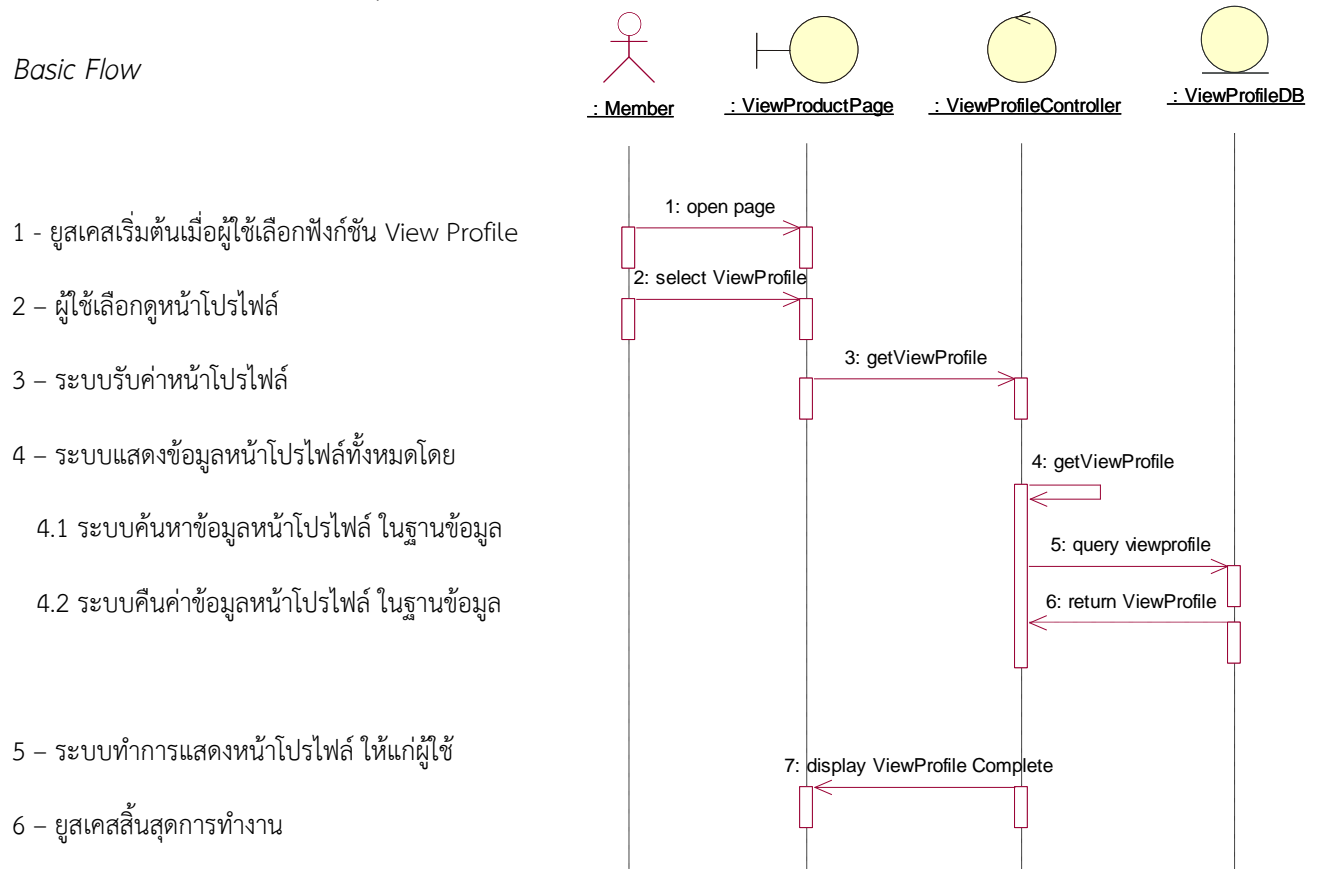 Basic Flow
: Member
: ViewProductPage
: ViewProfileController
: ViewProfileDB
1 - ยูสเคสเริ่มต้นเมื่อผู้ใช้เลือกฟังก์ชัน View Profile
1: open page
2: select ViewProfile
2 – ผู้ใช้เลือกดูหน้าโปรไฟล์
3: getViewProfile
3 – ระบบรับค่าหน้าโปรไฟล์
4 – ระบบแสดงข้อมูลหน้าโปรไฟล์ทั้งหมดโดย
4: getViewProfile
4.1 ระบบค้นหาข้อมูลหน้าโปรไฟล์ ในฐานข้อมูล
5: query viewprofile
4.2 ระบบคืนค่าข้อมูลหน้าโปรไฟล์ ในฐานข้อมูล
6: return ViewProfile
5 – ระบบทำการแสดงหน้าโปรไฟล์ ให้แก่ผู้ใช้
7: display ViewProfile Complete
6 – ยูสเคสสิ้นสุดการทำงาน